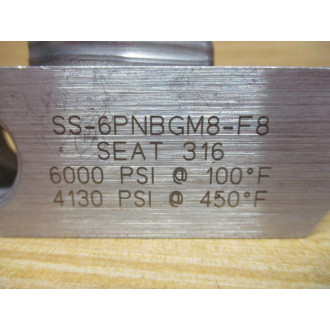 SS-6PNBGM8-F8
SEAT 316
6000 PSI @ 100°F
4130 PSI @ 450°F